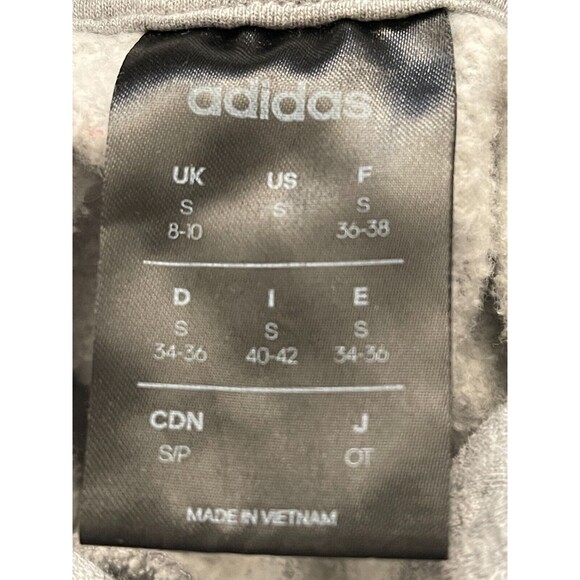 adidas
UK US F
S S S
8-10 36-38
D I E
S S S
34-36 40-42 34-36
CDN J
S/P OT
MADE IN VIETNAM